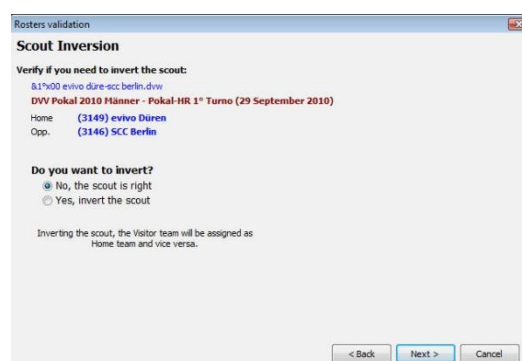 Rosters validation
Scout Inversion
Verify if you need to invert the scout:
&1°x00 evivo düre-scc berlin.dvw
DVV Pokal 2010 Männer - Pokal-HR 1° Turno (29 September 2010)
Home (3149) evivo Düren
Opp. (3146) SCC Berlin
Do you want to invert?
No, the scout is right
Yes, invert the scout
Inverting the scout, the Visitor team will be assigned as
Home team and vice versa.
< Back Next > Cancel